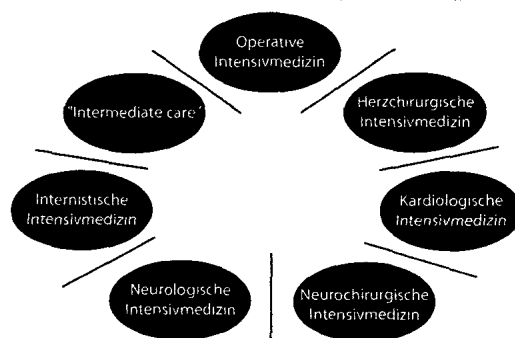 Operative
Intensivmedizin
Herzchirurgische
Intensivmedizin
Kardiologische
Intensivmedizin
Neurochirurgische
Intensivmedizin
Neurologische
Intensivmedizin
Internistische
Intensivmedizin
"Intermediate care"